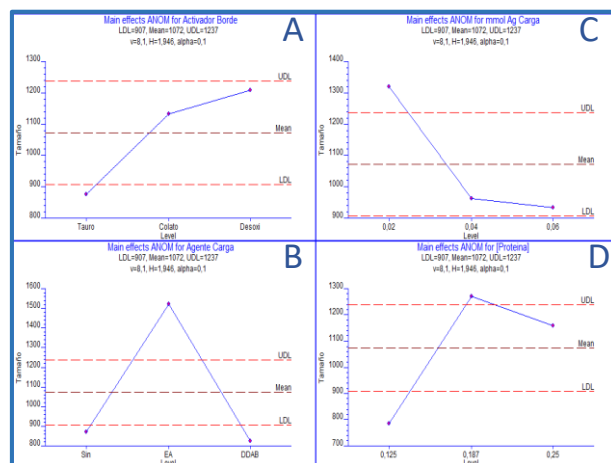 Main effects ANOM for Activador Borde
A
LDL=907, Mean=1072, UDL=1237
v=8,1, H=1,946, alpha=0,1
1300
1200
1100
1000
900
800
Tamaño
UDL
Mean
LDL
Tauro Colato Desoxi
Level
Main effects ANOM for mmol Ag Carga
C
LDL=907, Mean=1072, UDL=1237
v=8,1, H=1,946, alpha=0,1
1400
1300
1200
1100
1000
900
Tamaño
UDL
Mean
LDL
0,02 0,04 0,06
Level
Main effects ANOM for Agente Carga
B
LDL=907, Mean=1072, UDL=1237
v=8,1, H=1,946, alpha=0,1
1600
1500
1400
1300
1200
1100
1000
900
800
Tamaño
UDL
Mean
LDL
Sin EA DDAB
Level
Main effects ANOM for [Proteina]
D
LDL=907, Mean=1072, UDL=1237
v=8,1, H=1,946, alpha=0,1
1300
1200
1100
1000
900
800
700
Tamaño
UDL
Mean
LDL
0,125 0,187 0,25
Level